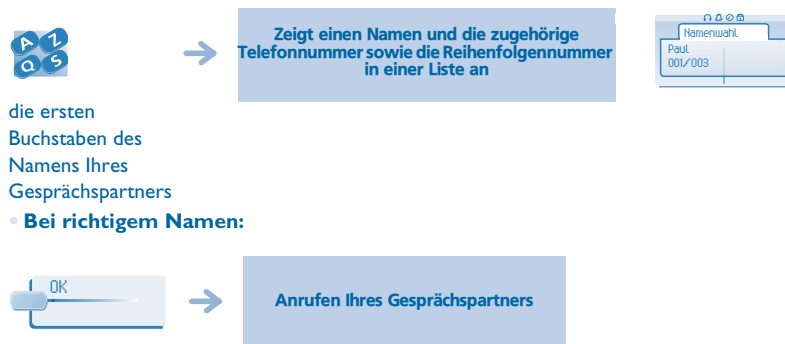 A Z
Q S
Zeigt einen Namen und die zugehörige
Telefonnummer sowie die Reihenfolgennummer
in einer Liste an
Namenwahl
Paul
001/003
die ersten
Buchstaben des
Namens Ihres
Gesprächspartners
• Bei richtigem Namen:
OK
Anrufen Ihres Gesprächspartners